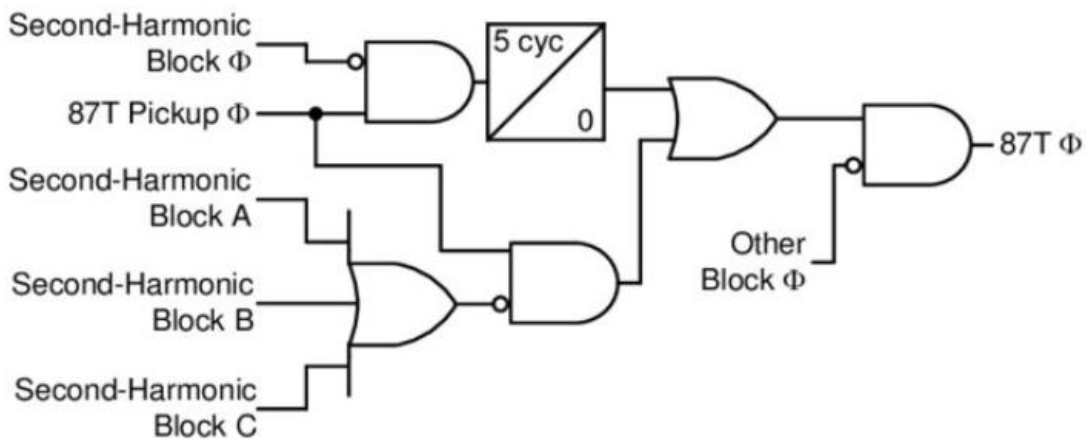 Second-Harmonic
Block Φ
87T Pickup Φ
Second-Harmonic
Block A
Second-Harmonic
Block B
Second-Harmonic
Block C
5 cyc
0
Other
Block Φ
87T Φ